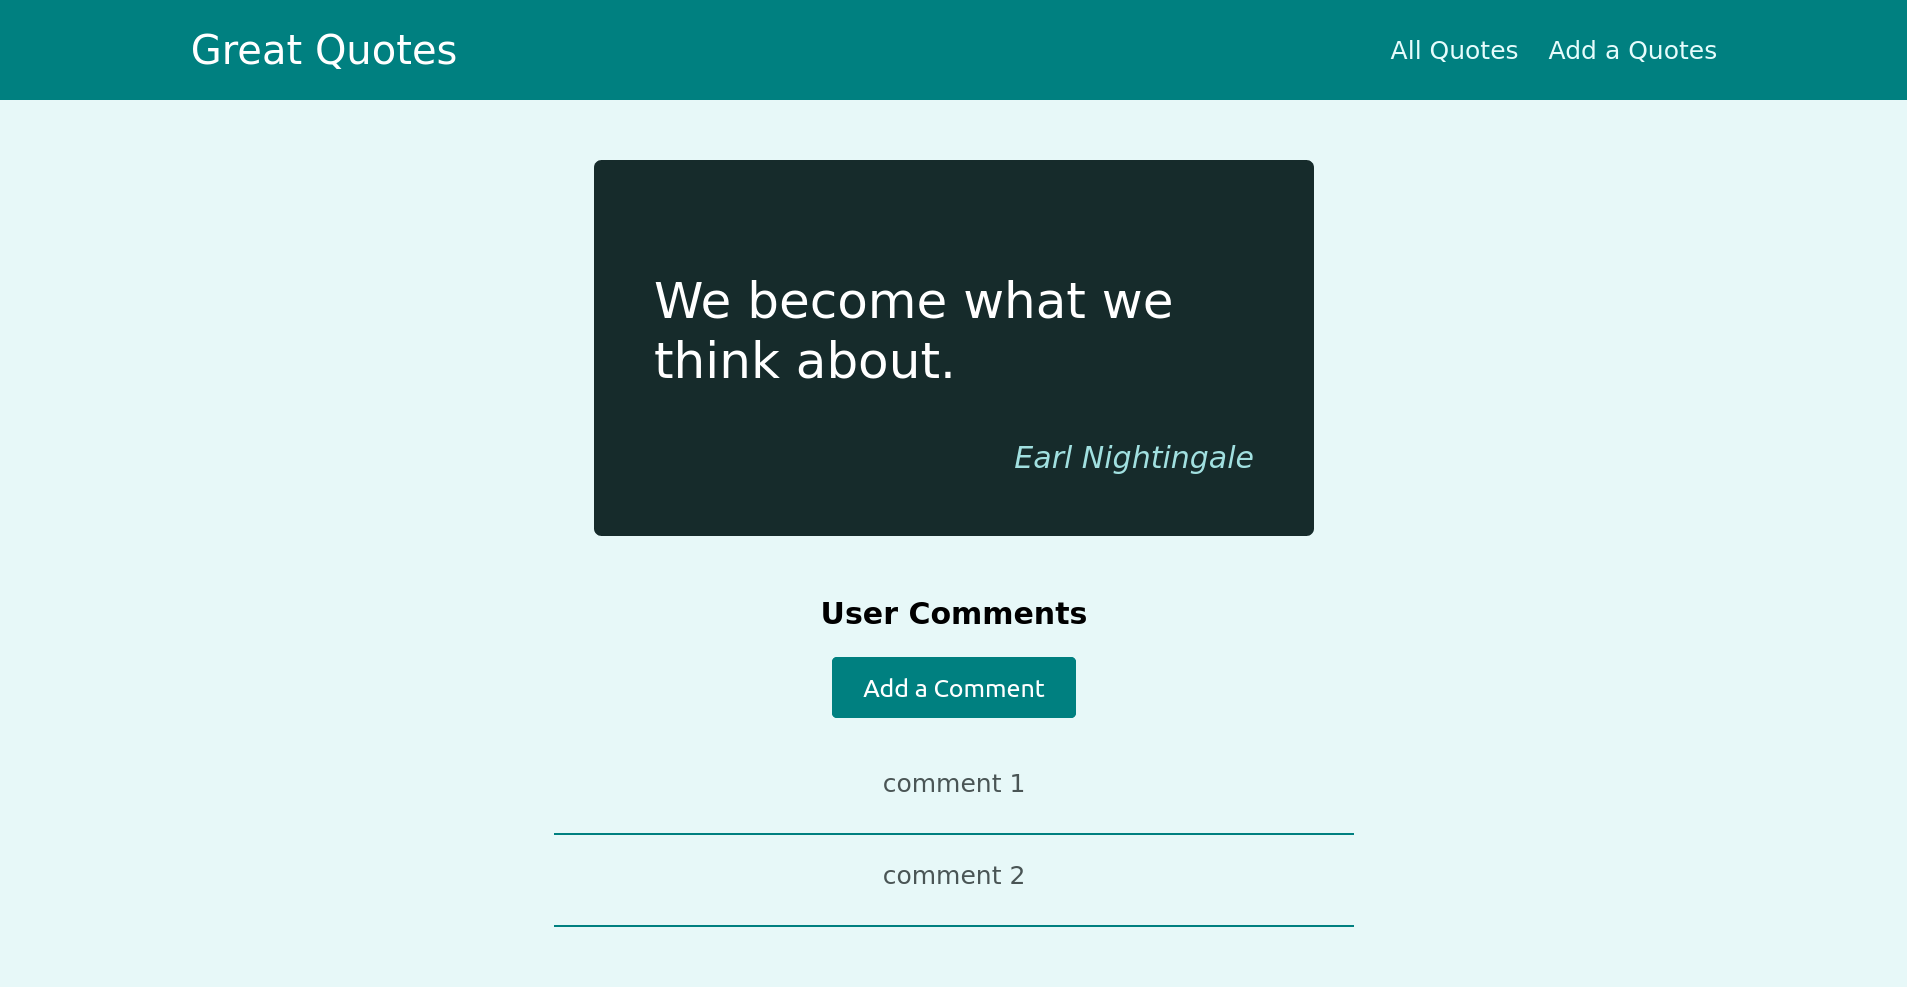 Great Quotes
All Quotes Add a Quotes
We become what we
think about.
Earl Nightingale
User Comments
Add a Comment
comment 1
comment 2